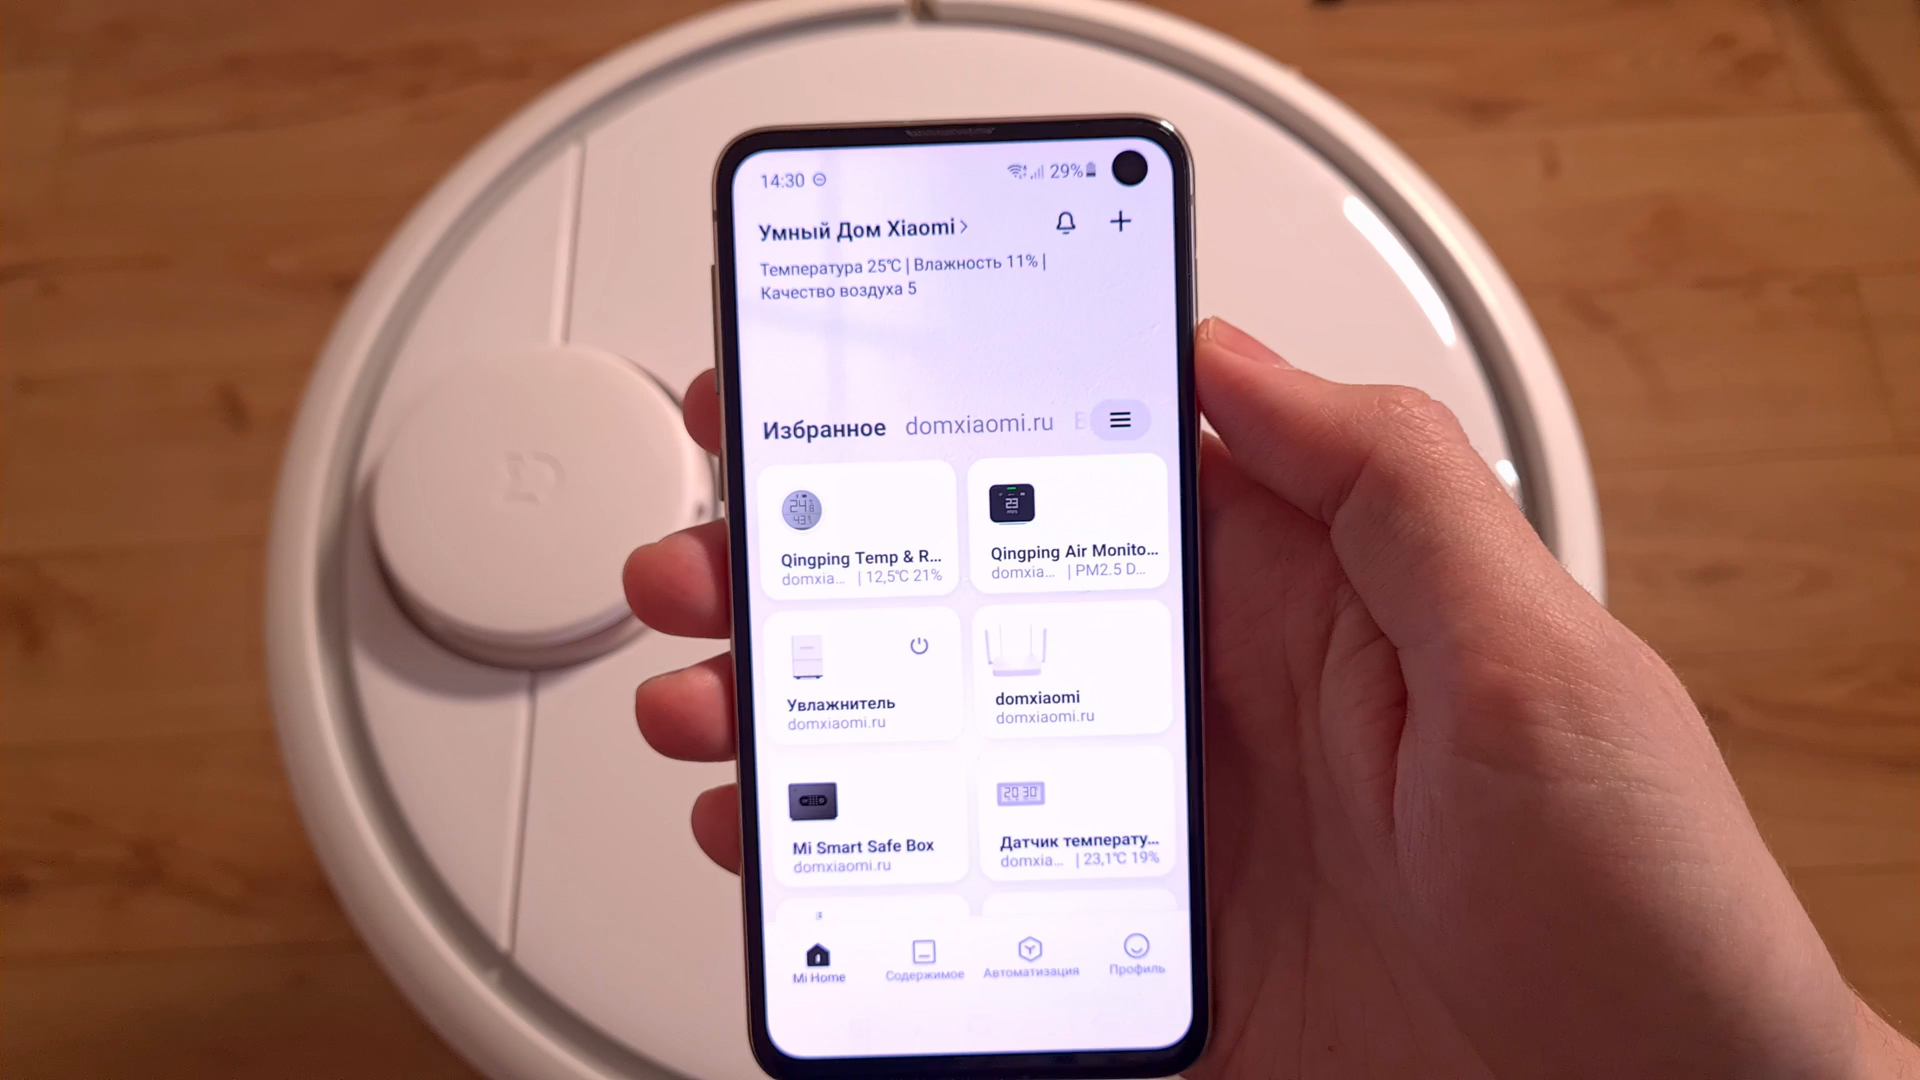 14:30 29%
Умный Дом Xiaomi
Температура 25℃ | Влажность 11% |
Качество воздуха 5
Избранное domxiaomi.ru
Qingping Temp & R...
domxia... | 12,5℃ 21%
Qingping Air Monito...
domxia... | PM2.5 D...
Увлажнитель
domxiaomi.ru
domxiaomi
domxiaomi.ru
Mi Smart Safe Box
domxiaomi.ru
20 30
Датчик температу...
domxia... | 23,1℃ 19%
Mi Home Содержимое Автоматизация Профиль